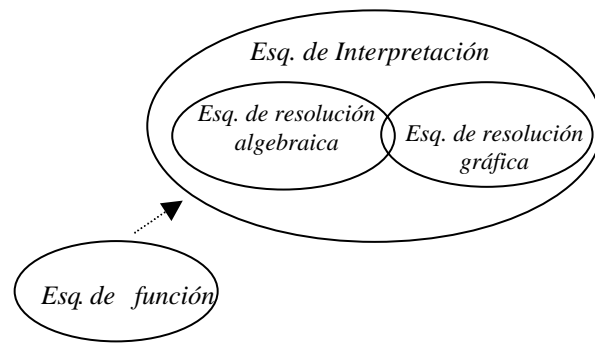 Esq. de Interpretación
Esq. de resolución
algebraica
Esq. de resolución
gráfica
Esq. de función